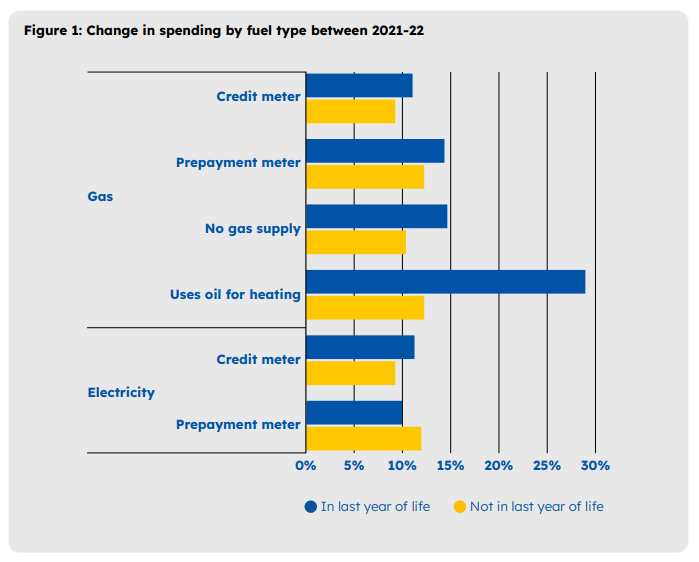 Figure 1: Change in spending by fuel type between 2021-22
Gas
Credit meter
Prepayment meter
No gas supply
Uses oil for heating
Electricity
Credit meter
Prepayment meter
0% 5% 10% 15% 20% 25% 30%
In last year of life Not in last year of life